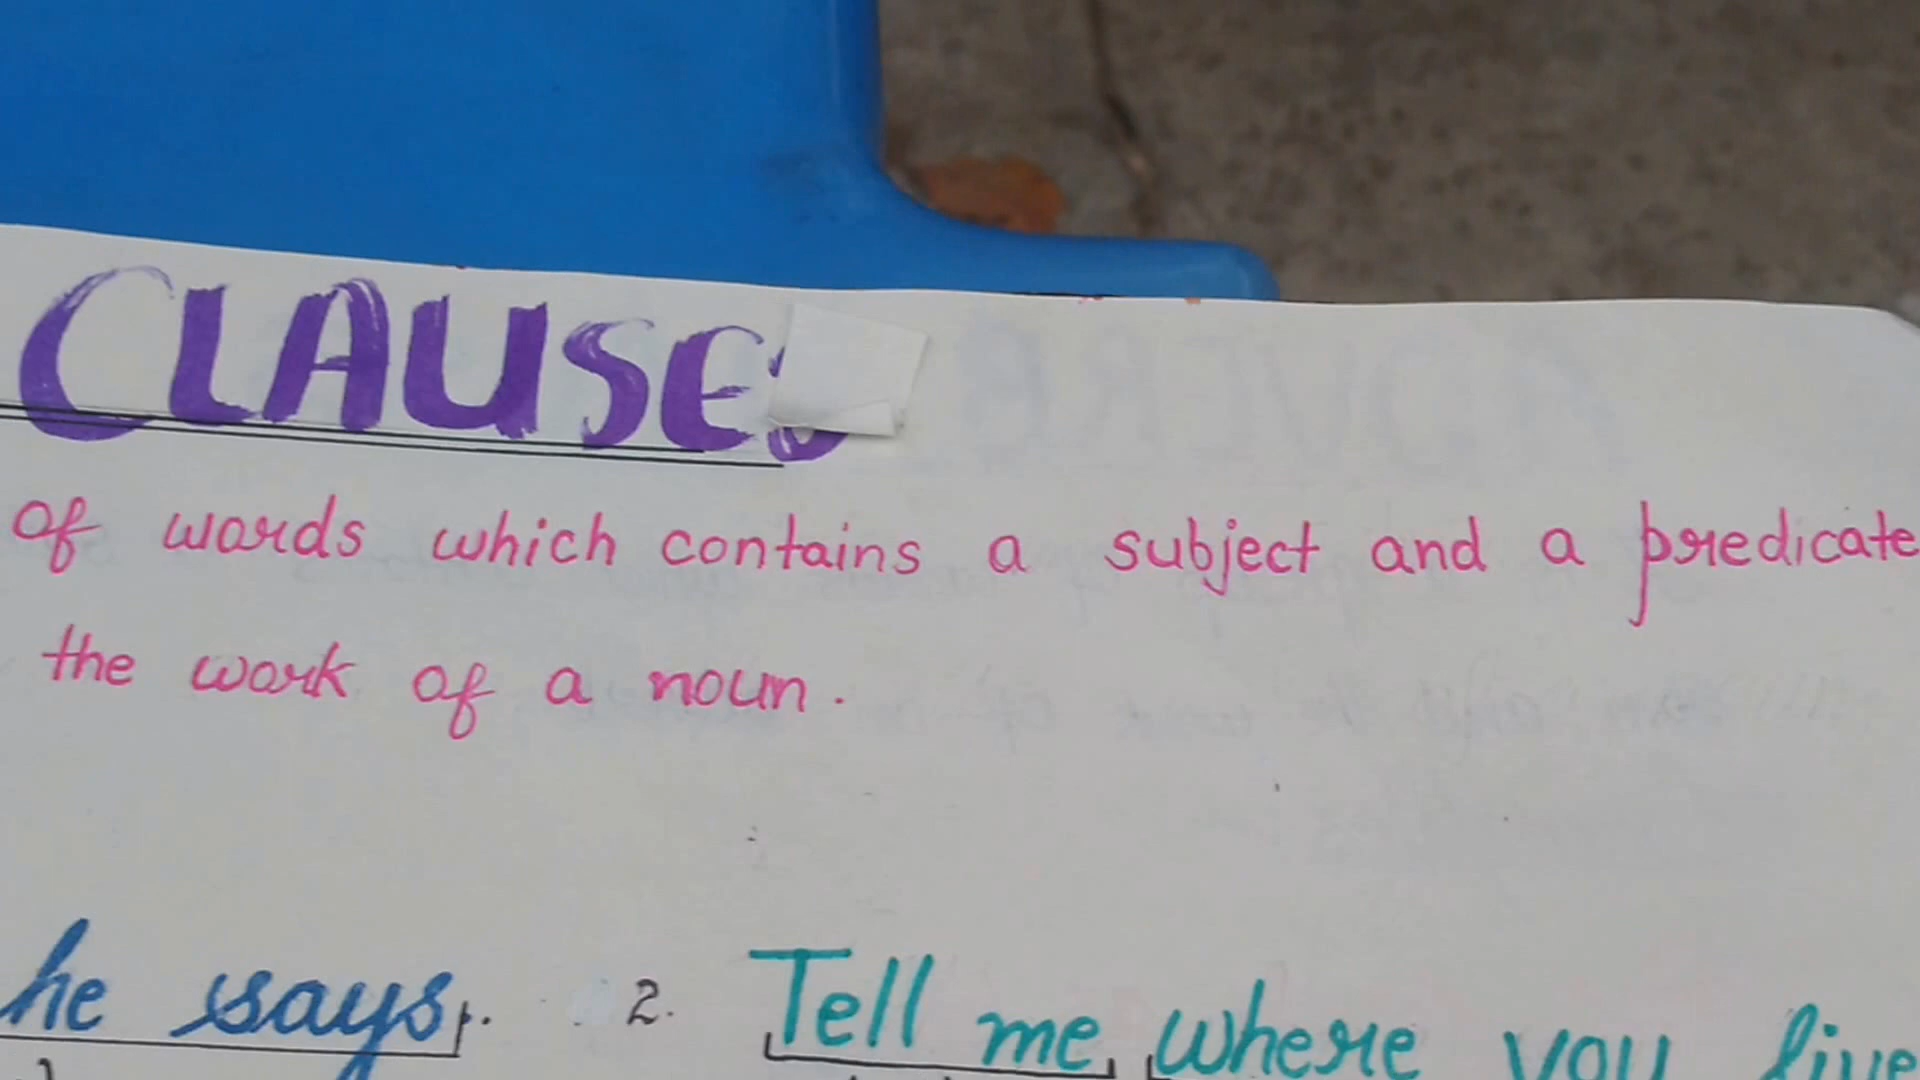 CLAUSE
of words which contains a subject and a predicate
the work of a noun.
he says. 2. Tell me where you live